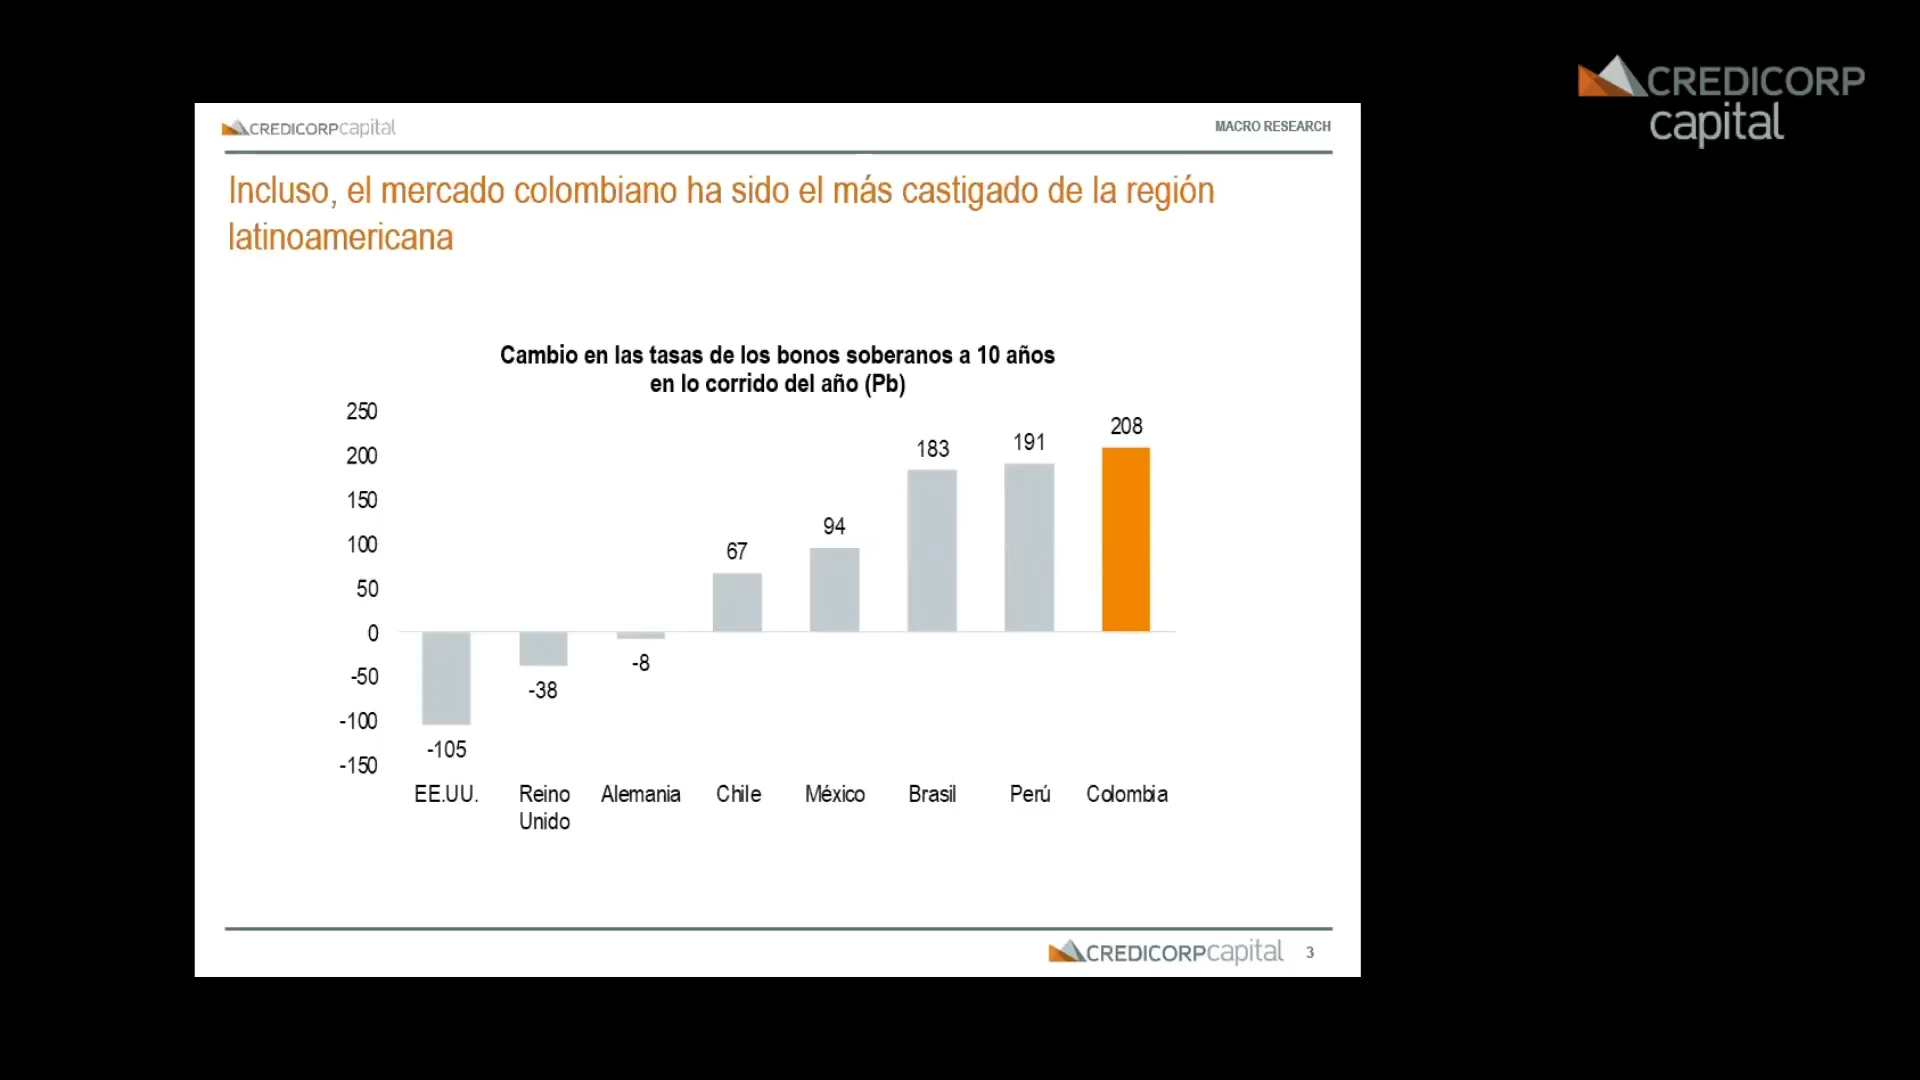 CREDICORP
capital
CREDICORPcapital
MACRO RESEARCH
Incluso, el mercado colombiano ha sido el más castigado de la región
latinoamericana
Cambio en las tasas de los bonos soberanos a 10 años
en lo corrido del año (Pb)
250
200
150
100
50
0
-50
-100
-150
-105
-38
-8
67
94
183
191
208
EE.UU.
Reino
Unido
Alemania
Chile
México
Brasil
Perú
Colombia
CREDICORPcapital
3